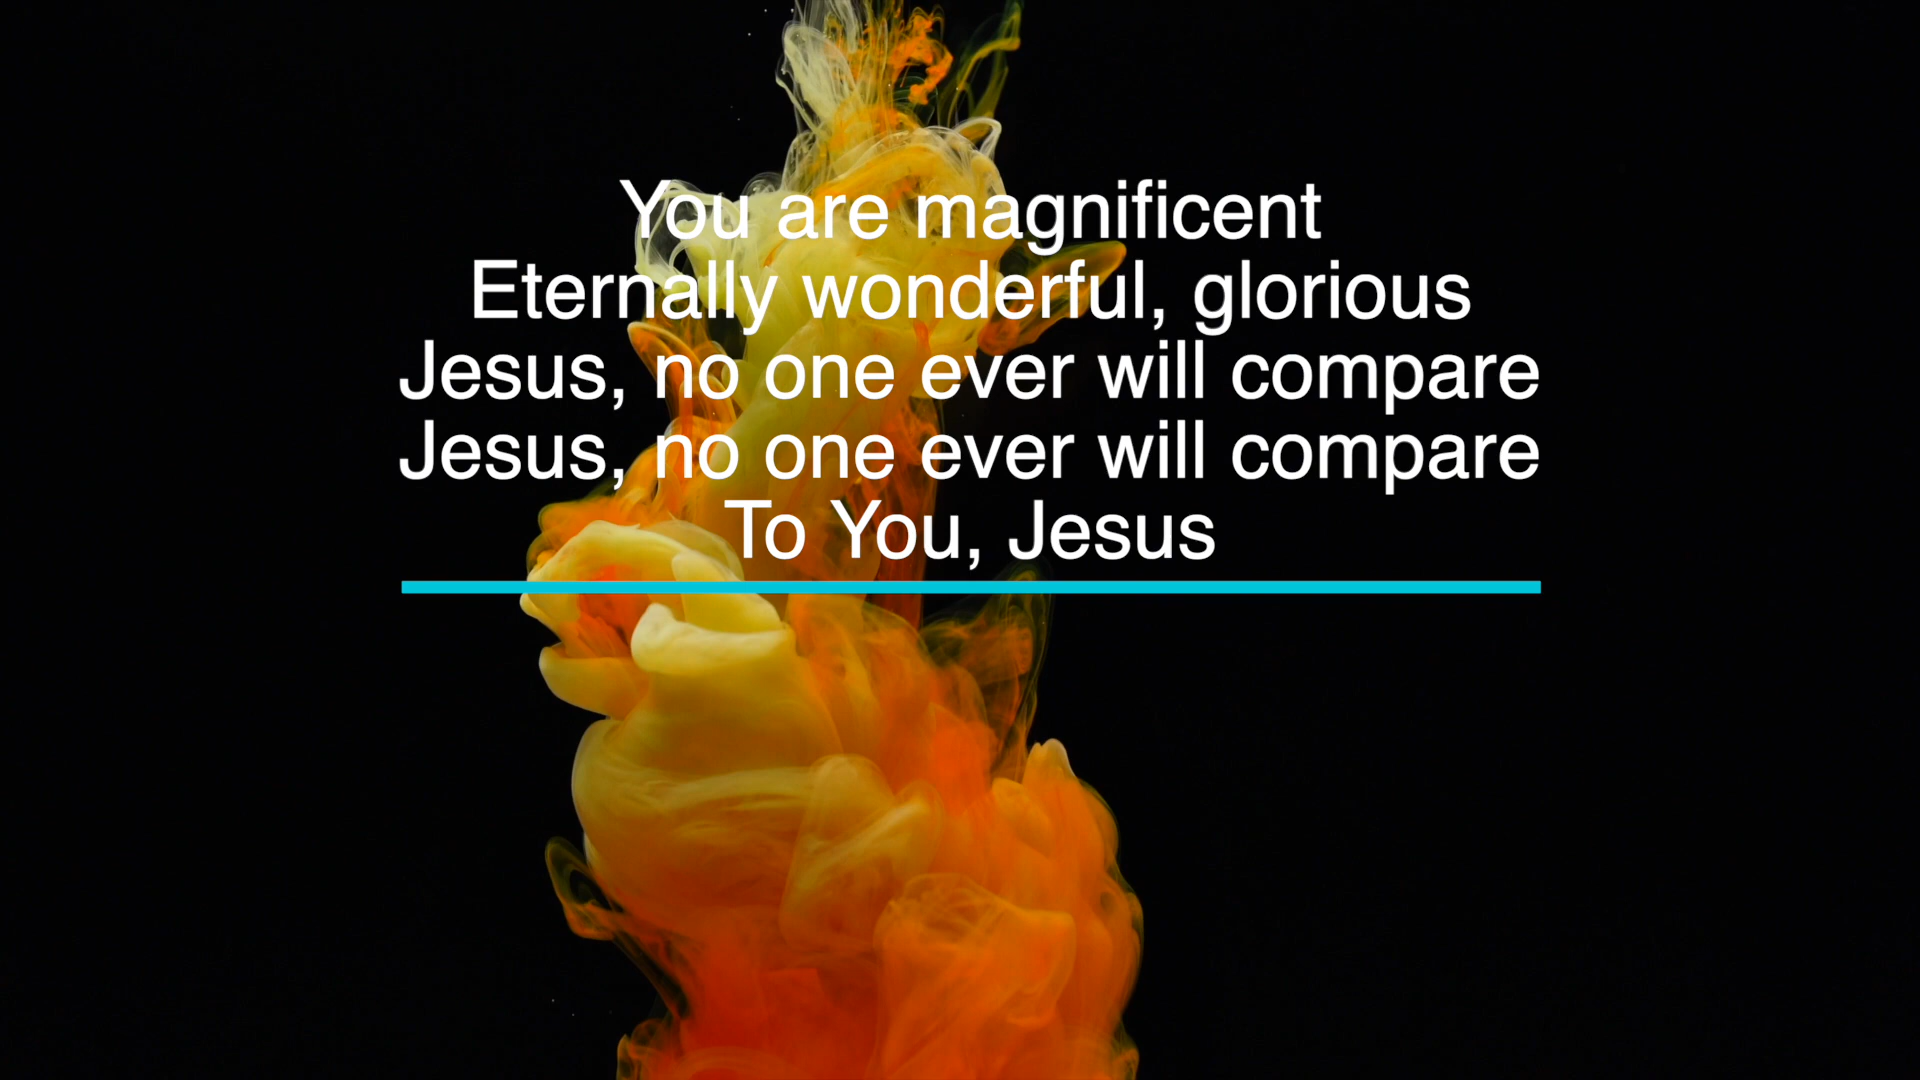 You are magnificent
Eternally wonderful, glorious
Jesus, no one ever will compare
Jesus, no one ever will compare
To You, Jesus